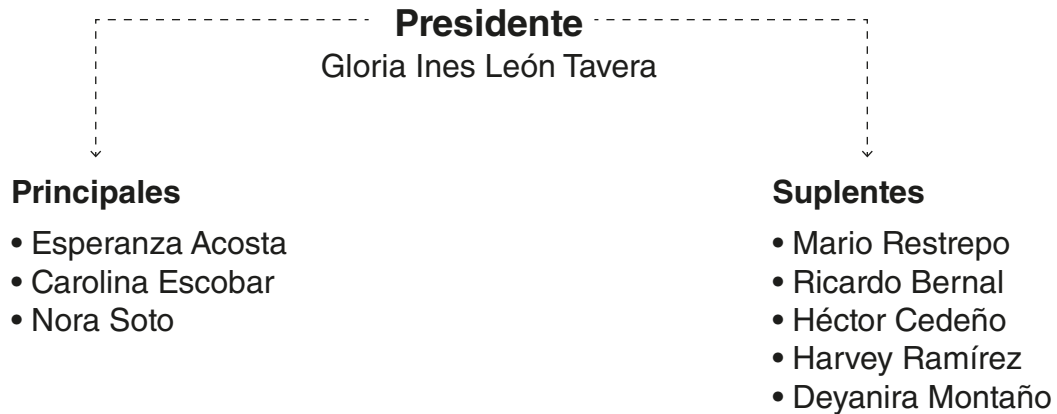 Presidente
Gloria Ines León Tavera
Principales
• Esperanza Acosta
• Carolina Escobar
• Nora Soto
Suplentes
• Mario Restrepo
• Ricardo Bernal
• Héctor Cedeño
• Harvey Ramírez
• Deyanira Montaño